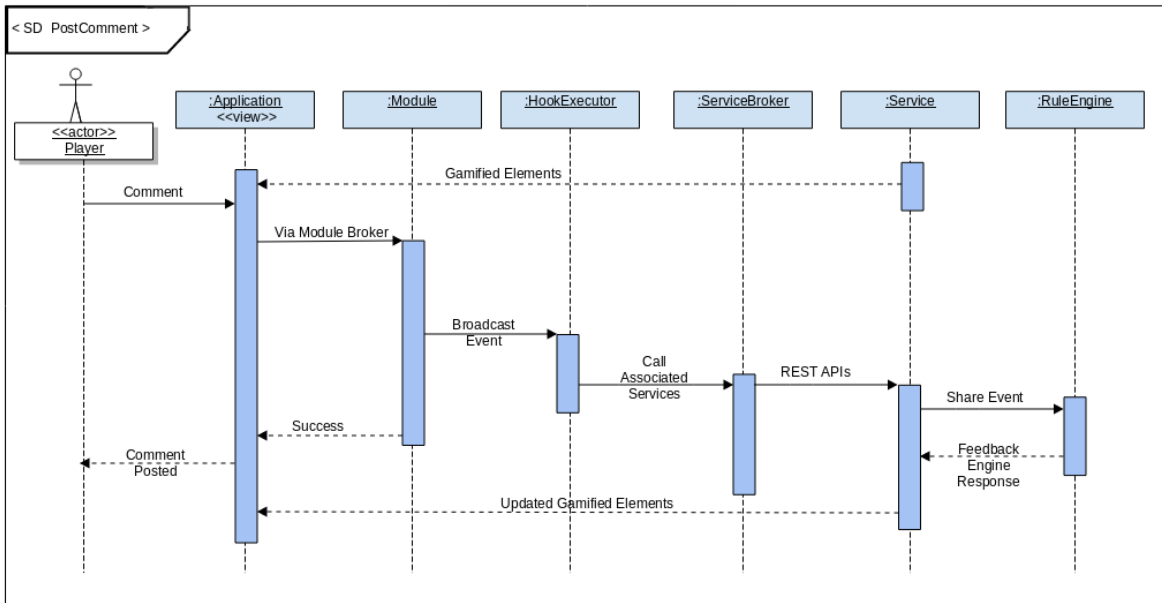 < SD PostComment >
<<actor>>
Player
:Application
<<view>>
:Module
:HookExecutor
:ServiceBroker
:Service
:RuleEngine
Gamified Elements
Comment
Via Module Broker
Broadcast
Event
Call
Associated
Services
REST APIs
Share Event
Success
Feedback
Engine
Response
Comment
Posted
Updated Gamified Elements